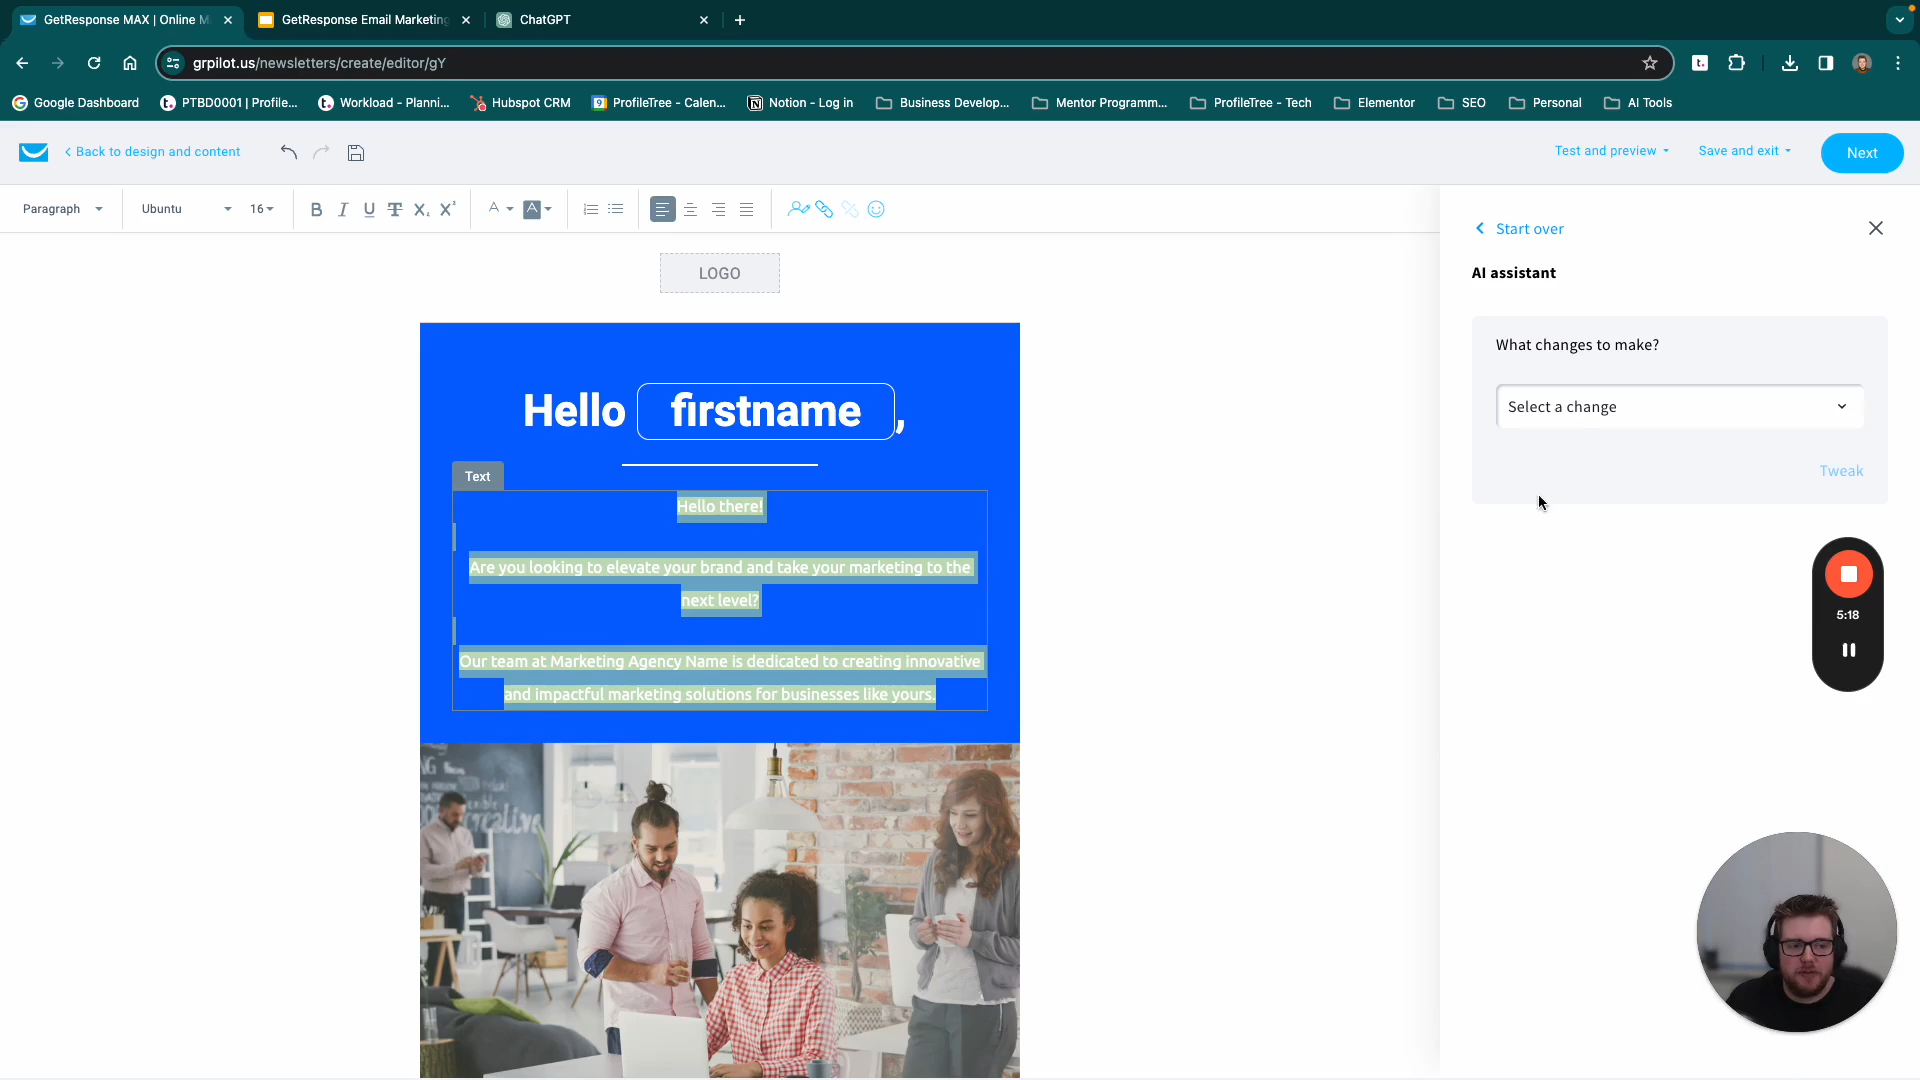 GetResponse MAX | Online M
GetResponse Email Marketing
ChatGPT
grpilot.us/newsletters/create/editor/gY
Google Dashboard
PTBD0001 | Profile...
Workload - Planni...
Hubspot CRM
ProfileTree - Calen...
Notion - Log in
Business Develop...
Mentor Programm...
ProfileTree - Tech
Elementor
SEO
Personal
AI Tools
Back to design and content
Test and preview
Save and exit
Next
Paragraph
Ubuntu
16
Start over
AI assistant
What changes to make?
Select a change
Tweak
LOGO
Hello firstname,
Text
Hello there!
Are you looking to elevate your brand and take your marketing to the
next level?
Our team at Marketing Agency Name is dedicated to creating innovative
and impactful marketing solutions for businesses like yours.
5:18